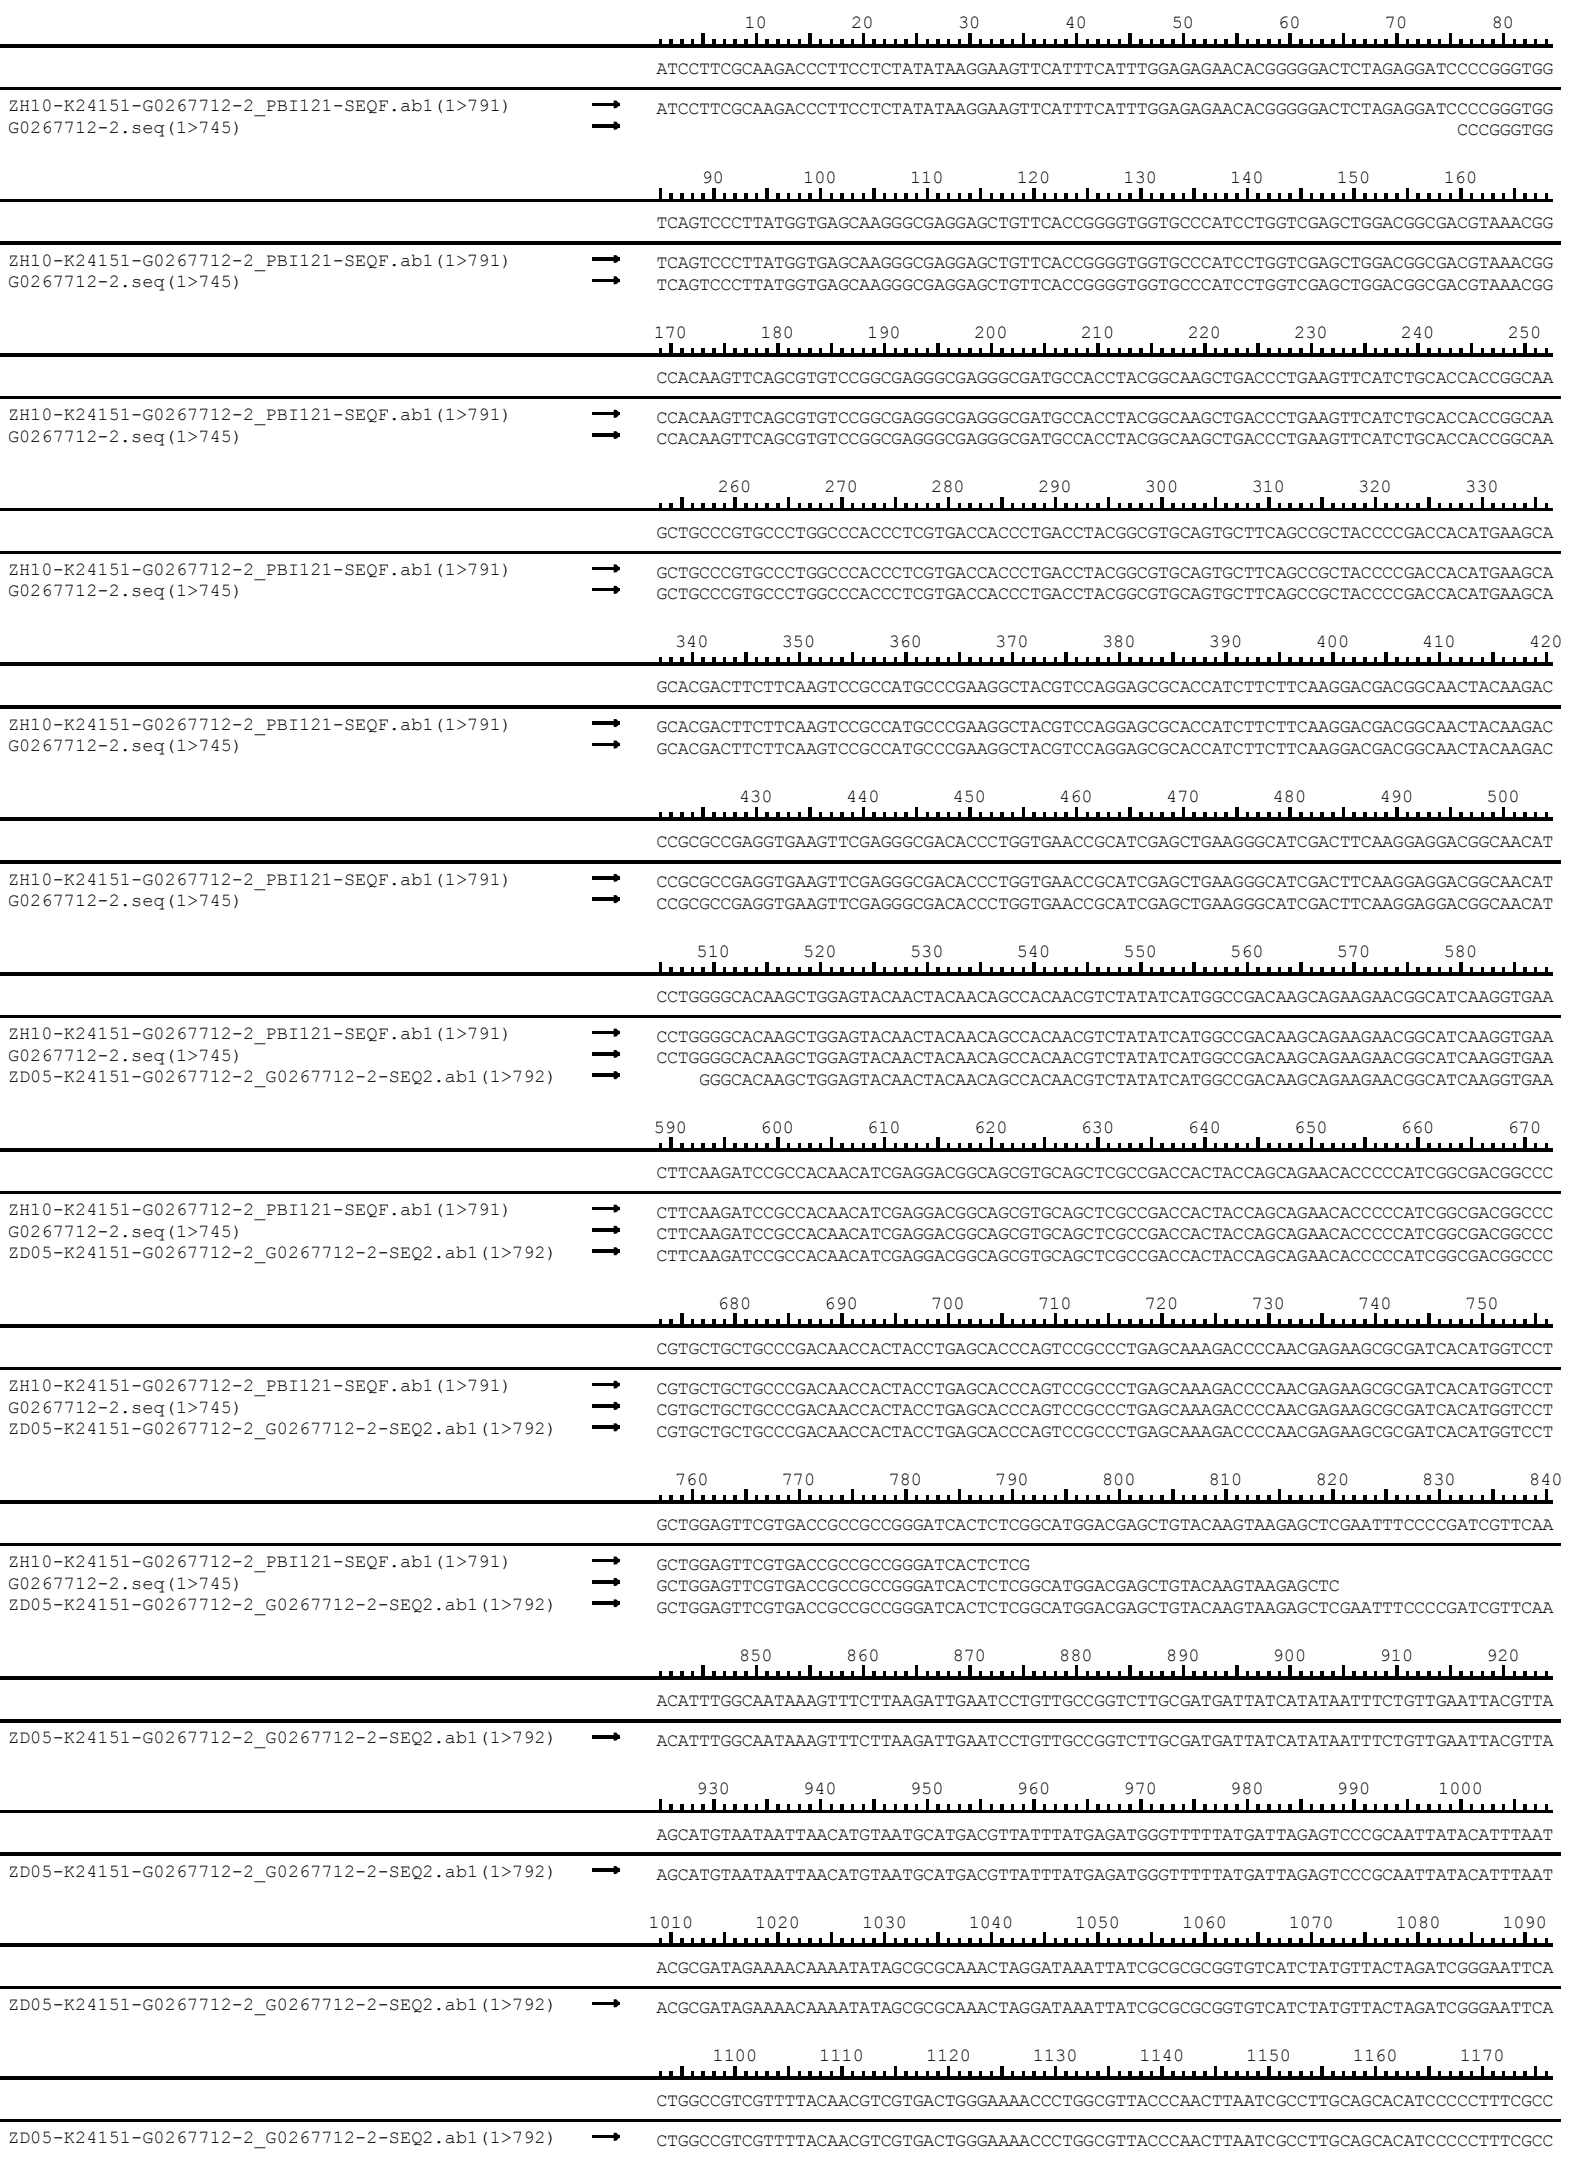 10 20 30 40 50 60 70 80
ATCCTTCGCAAGACCCTTCCTCTATATAAGGAAGTTCATTTCATTTGGAGAGAACACGGGGGACTCTAGAGGATCCCCGGGTGG
ZH10-K24151-G0267712-2_PBI121-SEQF.ab1(1>791) → ATCCTTCGCAAGACCCTTCCTCTATATAAGGAAGTTCATTTCATTTGGAGAGAACACGGGGGACTCTAGAGGATCCCCGGGTGG
G0267712-2.seq(1>745) → CCCGGGTGG
90 100 110 120 130 140 150 160
TCAGTCCCTTATGGTGAGCAAGGGCGAGGAGCTGTTCACCGGGGTGGTGCCCATCCTGGTCGAGCTGGACGGCGACGTAAACGG
ZH10-K24151-G0267712-2_PBI121-SEQF.ab1(1>791) → TCAGTCCCTTATGGTGAGCAAGGGCGAGGAGCTGTTCACCGGGGTGGTGCCCATCCTGGTCGAGCTGGACGGCGACGTAAACGG
G0267712-2.seq(1>745) → TCAGTCCCTTATGGTGAGCAAGGGCGAGGAGCTGTTCACCGGGGTGGTGCCCATCCTGGTCGAGCTGGACGGCGACGTAAACGG
170 180 190 200 210 220 230 240 250
CCACAAGTTCAGCGTGTCCGGCGAGGGCGAGGGCGATGCCACCTACGGCAAGCTGACCCTGAAGTTCATCTGCACCACCGGCAA
ZH10-K24151-G0267712-2_PBI121-SEQF.ab1(1>791) → CCACAAGTTCAGCGTGTCCGGCGAGGGCGAGGGCGATGCCACCTACGGCAAGCTGACCCTGAAGTTCATCTGCACCACCGGCAA
G0267712-2.seq(1>745) → CCACAAGTTCAGCGTGTCCGGCGAGGGCGAGGGCGATGCCACCTACGGCAAGCTGACCCTGAAGTTCATCTGCACCACCGGCAA
260 270 280 290 300 310 320 330
GCTGCCCGTGCCCTGGCCCACCCTCGTGACCACCCTGACCTACGGCGTGCAGTGCTTCAGCCGCTACCCCGACCACATGAAGCA
ZH10-K24151-G0267712-2_PBI121-SEQF.ab1(1>791) → GCTGCCCGTGCCCTGGCCCACCCTCGTGACCACCCTGACCTACGGCGTGCAGTGCTTCAGCCGCTACCCCGACCACATGAAGCA
G0267712-2.seq(1>745) → GCTGCCCGTGCCCTGGCCCACCCTCGTGACCACCCTGACCTACGGCGTGCAGTGCTTCAGCCGCTACCCCGACCACATGAAGCA
340 350 360 370 380 390 400 410 420
GCACGACTTCTTCAAGTCCGCCATGCCCGAAGGCTACGTCCAGGAGCGCACCATCTTCTTCAAGGACGACGGCAACTACAAGAC
ZH10-K24151-G0267712-2_PBI121-SEQF.ab1(1>791) → GCACGACTTCTTCAAGTCCGCCATGCCCGAAGGCTACGTCCAGGAGCGCACCATCTTCTTCAAGGACGACGGCAACTACAAGAC
G0267712-2.seq(1>745) → GCACGACTTCTTCAAGTCCGCCATGCCCGAAGGCTACGTCCAGGAGCGCACCATCTTCTTCAAGGACGACGGCAACTACAAGAC
430 440 450 460 470 480 490 500
CCGCGCCGAGGTGAAGTTCGAGGGCGACACCCTGGTGAACCGCATCGAGCTGAAGGGCATCGACTTCAAGGAGGACGGCAACAT
ZH10-K24151-G0267712-2_PBI121-SEQF.ab1(1>791) → CCGCGCCGAGGTGAAGTTCGAGGGCGACACCCTGGTGAACCGCATCGAGCTGAAGGGCATCGACTTCAAGGAGGACGGCAACAT
G0267712-2.seq(1>745) → CCGCGCCGAGGTGAAGTTCGAGGGCGACACCCTGGTGAACCGCATCGAGCTGAAGGGCATCGACTTCAAGGAGGACGGCAACAT
510 520 530 540 550 560 570 580
CCTGGGGCACAAGCTGGAGTACAACTACAACAGCCACAACGTCTATATCATGGCCGACAAGCAGAAGAACGGCATCAAGGTGAA
ZH10-K24151-G0267712-2_PBI121-SEQF.ab1(1>791) → CCTGGGGCACAAGCTGGAGTACAACTACAACAGCCACAACGTCTATATCATGGCCGACAAGCAGAAGAACGGCATCAAGGTGAA
G0267712-2.seq(1>745) → CCTGGGGCACAAGCTGGAGTACAACTACAACAGCCACAACGTCTATATCATGGCCGACAAGCAGAAGAACGGCATCAAGGTGAA
ZD05-K24151-G0267712-2_G0267712-2-SEQ2.ab1(1>792) → GGGCACAAGCTGGAGTACAACTACAACAGCCACAACGTCTATATCATGGCCGACAAGCAGAAGAACGGCATCAAGGTGAA
590 600 610 620 630 640 650 660 670
CTTCAAGATCCGCCACAACATCGAGGACGGCAGCGTGCAGCTCGCCGACCACTACCAGCAGAACACCCCCATCGGCGACGGCCC
ZH10-K24151-G0267712-2_PBI121-SEQF.ab1(1>791) → CTTCAAGATCCGCCACAACATCGAGGACGGCAGCGTGCAGCTCGCCGACCACTACCAGCAGAACACCCCCATCGGCGACGGCCC
G0267712-2.seq(1>745) → CTTCAAGATCCGCCACAACATCGAGGACGGCAGCGTGCAGCTCGCCGACCACTACCAGCAGAACACCCCCATCGGCGACGGCCC
ZD05-K24151-G0267712-2_G0267712-2-SEQ2.ab1(1>792) → CTTCAAGATCCGCCACAACATCGAGGACGGCAGCGTGCAGCTCGCCGACCACTACCAGCAGAACACCCCCATCGGCGACGGCCC
680 690 700 710 720 730 740 750
CGTGCTGCTGCCCGACAACCACTACCTGAGCACCCAGTCCGCCCTGAGCAAAGACCCCAACGAGAAGCGCGATCACATGGTCCT
ZH10-K24151-G0267712-2_PBI121-SEQF.ab1(1>791) → CGTGCTGCTGCCCGACAACCACTACCTGAGCACCCAGTCCGCCCTGAGCAAAGACCCCAACGAGAAGCGCGATCACATGGTCCT
G0267712-2.seq(1>745) → CGTGCTGCTGCCCGACAACCACTACCTGAGCACCCAGTCCGCCCTGAGCAAAGACCCCAACGAGAAGCGCGATCACATGGTCCT
ZD05-K24151-G0267712-2_G0267712-2-SEQ2.ab1(1>792) → CGTGCTGCTGCCCGACAACCACTACCTGAGCACCCAGTCCGCCCTGAGCAAAGACCCCAACGAGAAGCGCGATCACATGGTCCT
760 770 780 790 800 810 820 830 840
GCTGGAGTTCGTGACCGCCGCCGGGATCACTCTCGGCATGGACGAGCTGTACAAGTAAGAGCTCGAATTTCCCCGATCGTTCAA
ZH10-K24151-G0267712-2_PBI121-SEQF.ab1(1>791) → GCTGGAGTTCGTGACCGCCGCCGGGATCACTCTCG
G0267712-2.seq(1>745) → GCTGGAGTTCGTGACCGCCGCCGGGATCACTCTCGGCATGGACGAGCTGTACAAGTAAGAGCTC
ZD05-K24151-G0267712-2_G0267712-2-SEQ2.ab1(1>792) → GCTGGAGTTCGTGACCGCCGCCGGGATCACTCTCGGCATGGACGAGCTGTACAAGTAAGAGCTCGAATTTCCCCGATCGTTCAA
850 860 870 880 890 900 910 920
ACATTTGGCAATAAAGTTTCTTAAGATTGAATCCTGTTGCCGGTCTTGCGATGATTATCATATAATTTCTGTTGAATTACGTTA
ZD05-K24151-G0267712-2_G0267712-2-SEQ2.ab1(1>792) → ACATTTGGCAATAAAGTTTCTTAAGATTGAATCCTGTTGCCGGTCTTGCGATGATTATCATATAATTTCTGTTGAATTACGTTA
930 940 950 960 970 980 990 1000
AGCATGTAATAATTAACATGTAATGCATGACGTTATTTATGAGATGGGTTTTTATGATTAGAGTCCCGCAATTATACATTTAAT
ZD05-K24151-G0267712-2_G0267712-2-SEQ2.ab1(1>792) → AGCATGTAATAATTAACATGTAATGCATGACGTTATTTATGAGATGGGTTTTTATGATTAGAGTCCCGCAATTATACATTTAAT
1010 1020 1030 1040 1050 1060 1070 1080 1090
ACGCGATAGAAAACAAAATATAGCGCGCAAACTAGGATAAATTATCGCGCGCGGTGTCATCTATGTTACTAGATCGGGAATTCA
ZD05-K24151-G0267712-2_G0267712-2-SEQ2.ab1(1>792) → ACGCGATAGAAAACAAAATATAGCGCGCAAACTAGGATAAATTATCGCGCGCGGTGTCATCTATGTTACTAGATCGGGAATTCA
1100 1110 1120 1130 1140 1150 1160 1170
CTGGCCGTCGTTTTACAACGTCGTGACTGGGAAAACCCTGGCGTTACCCAACTTAATCGCCTTGCAGCACATCCCCCTTTCGCC
ZD05-K24151-G0267712-2_G0267712-2-SEQ2.ab1(1>792) → CTGGCCGTCGTTTTACAACGTCGTGACTGGGAAAACCCTGGCGTTACCCAACTTAATCGCCTTGCAGCACATCCCCCTTTCGCC